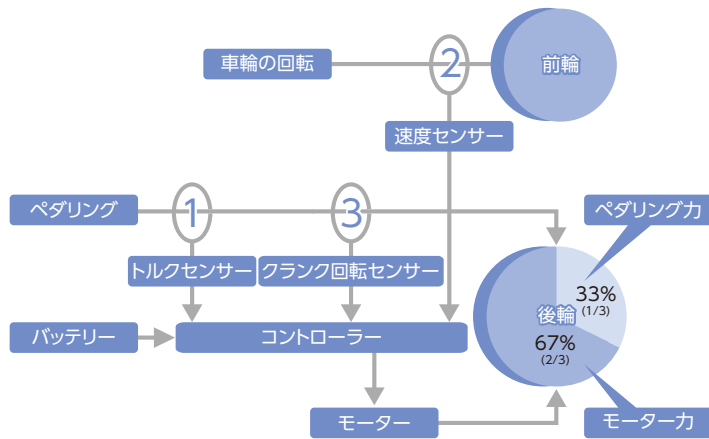 車輪の回転
2
前輪
速度センサー
ペダリング
1
3
ペダリング力
トルクセンサー
クランク回転センサー
33%
(1/3)
後輪
67%
(2/3)
バッテリー
コントローラー
モーター
モーター力